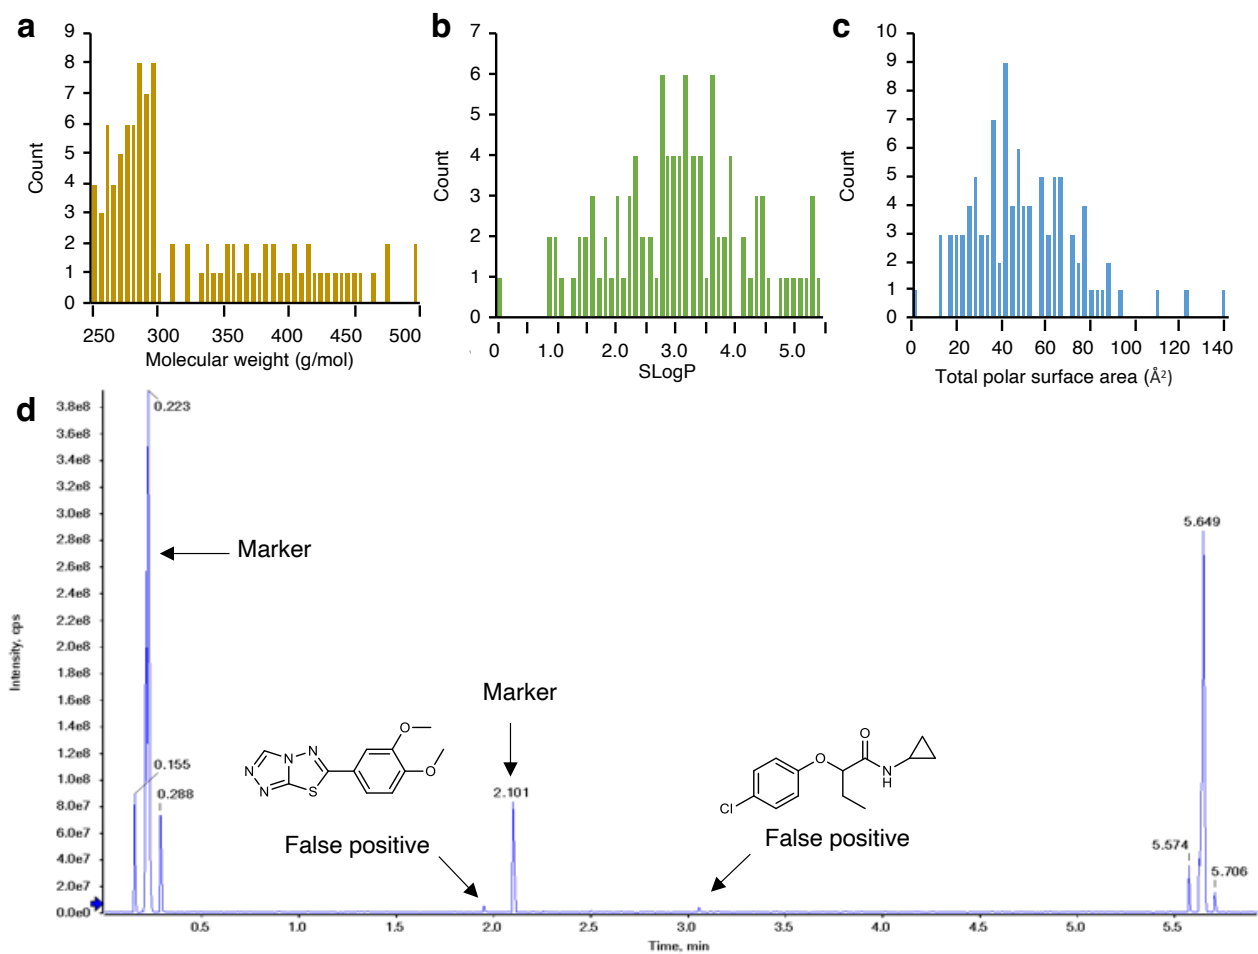 a
9
8
7
6
5
4
3
2
1
0
Count
250 300 350 400 450 500
Molecular weight (g/mol)
b
7
6
5
4
3
2
1
0
Count
0 1.0 2.0 3.0 4.0 5.0
SLogP
c
10
9
8
7
6
5
4
3
2
1
0
Count
0 20 40 60 80 100 120 140
Total polar surface area (Å²)
d
3.8e8
3.6e8
3.4e8
3.2e8
3.0e8
2.8e8
2.6e8
2.4e8
2.2e8
2.0e8
1.8e8
1.6e8
1.4e8
1.2e8
1.0e8
8.0e7
6.0e7
4.0e7
2.0e7
0.0e0
Intensity, cps
0.223
Marker
0.155
0.288
N N N N S O O
False positive
Marker
2.101
O O N H Cl
False positive
5.649
5.574
5.706
0.5 1.0 1.5 2.0 2.5 3.0 3.5 4.0 4.5 5.0 5.5
Time, min